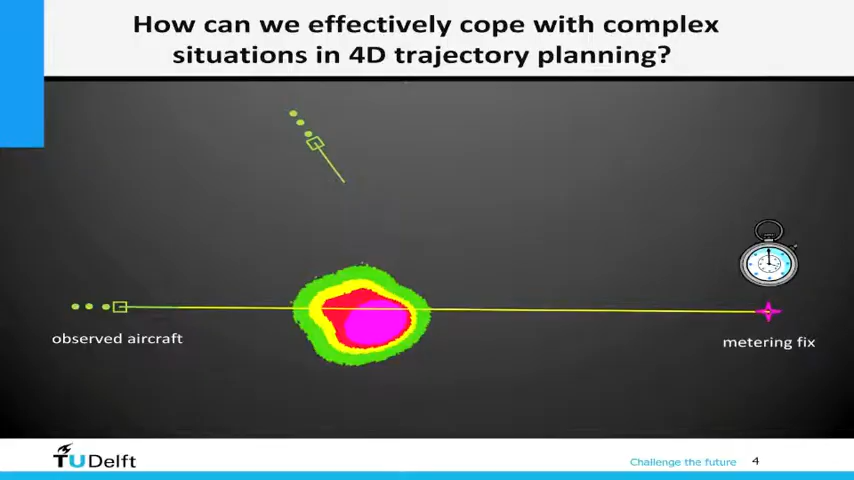 How can we effectively cope with complex
situations in 4D trajectory planning?
observed aircraft
metering fix
TUDelft
Challenge the future 4